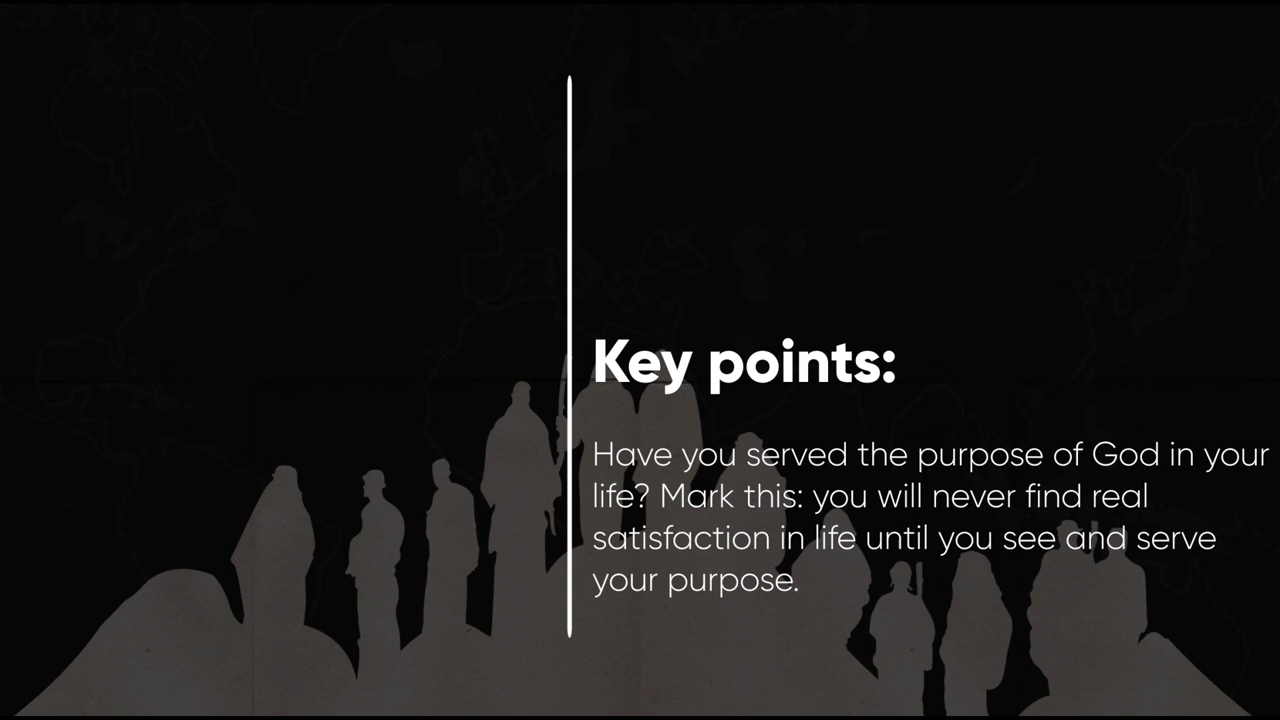 Key points:
Have you served the purpose of God in your
life? Mark this: you will never find real
satisfaction in life until you see and serve
your purpose.